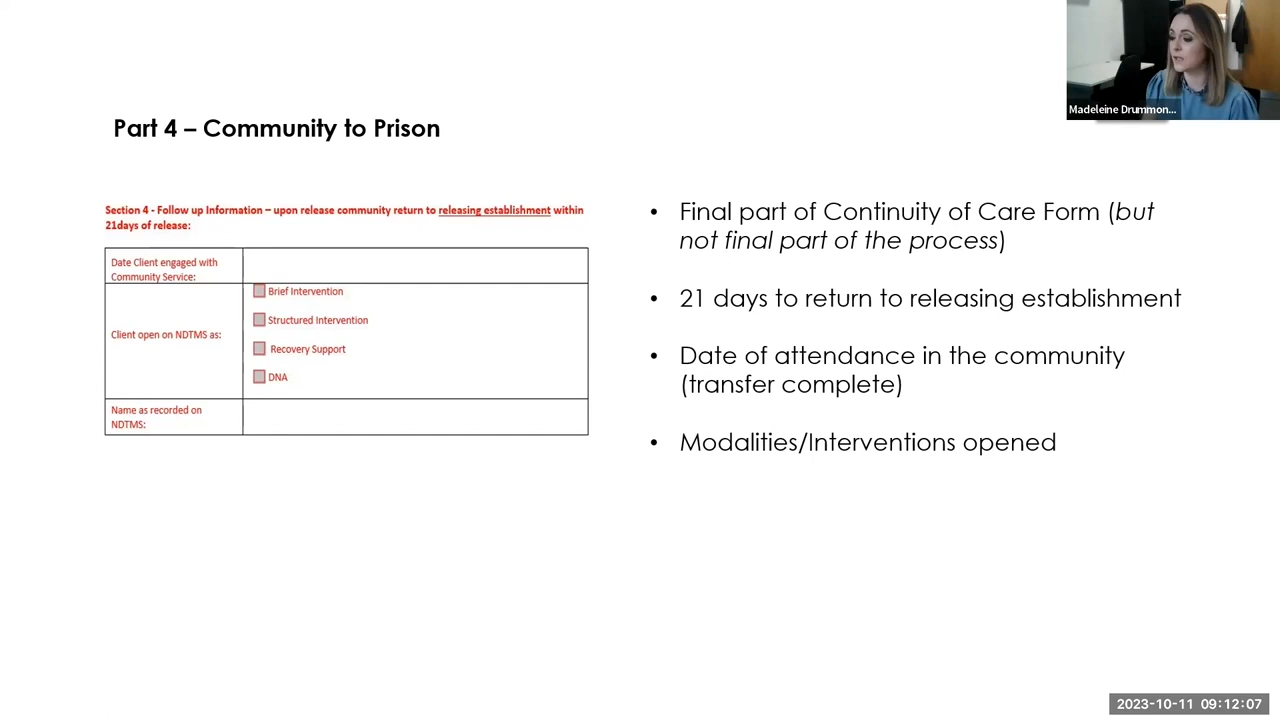 Madeleine Drummon...
Part 4 – Community to Prison
Section 4 - Follow up Information – upon release community return to releasing establishment within
21days of release:
Date Client engaged with
Community Service:
Client open on NDTMS as:
Brief Intervention
Structured Intervention
Recovery Support
DNA
Name as recorded on
NDTMS:
• Final part of Continuity of Care Form (but
not final part of the process)
• 21 days to return to releasing establishment
• Date of attendance in the community
(transfer complete)
• Modalities/Interventions opened
2023-10-11 09:12:07